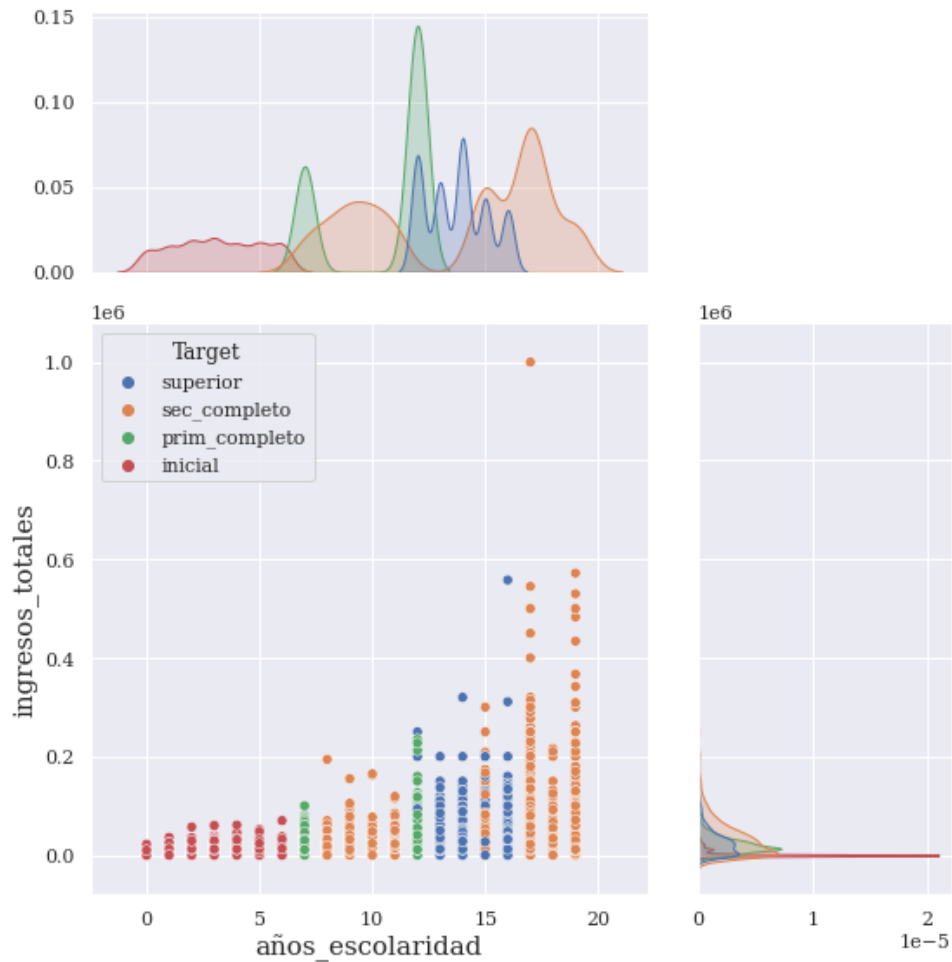 0.15
0.10
0.05
0.00
1e6
1e6
Target
superior
sec_completo
prim_completo
inicial
1.0
0.8
0.6
0.4
0.2
0.0
ingresos_totales
0 5 10 15 20
años_escolaridad
0 1 2
1e−5